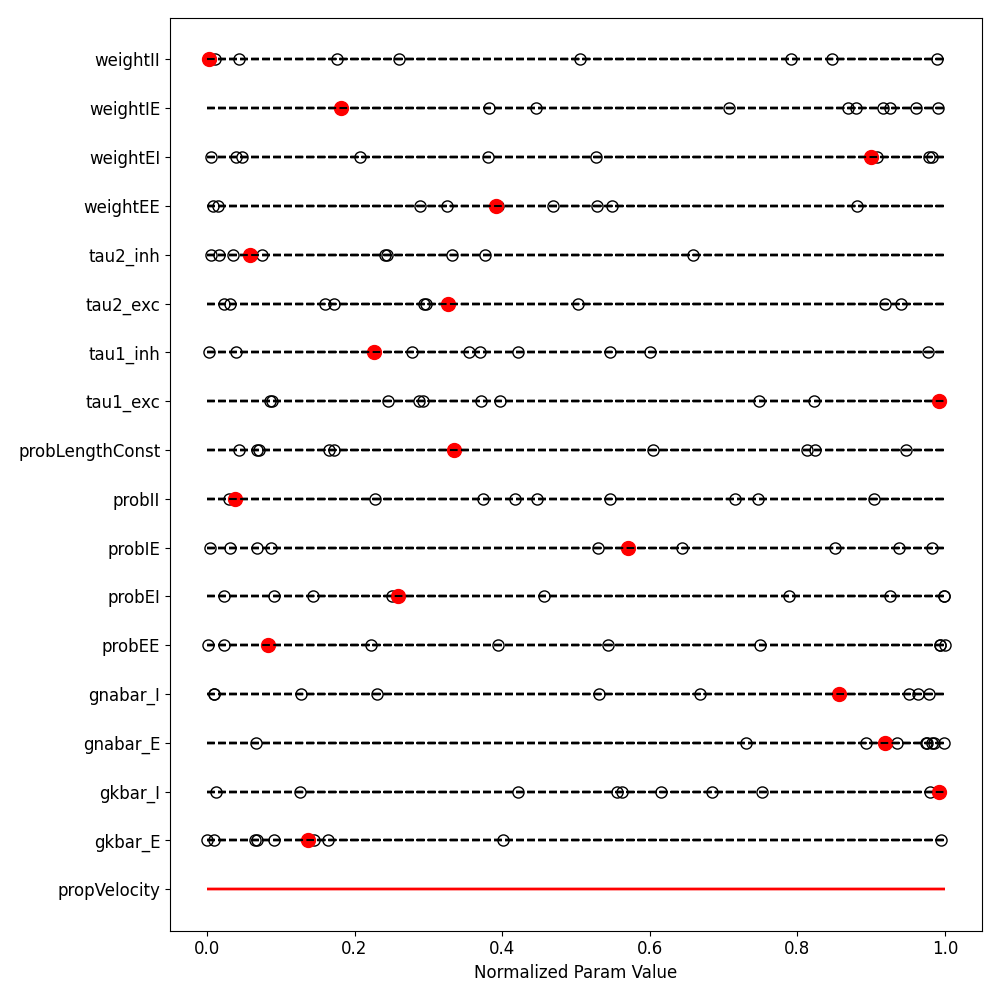 weightII
weightIE
weightEI
weightEE
tau2_inh
tau2_exc
tau1_inh
tau1_exc
probLengthConst
probII
probIE
probEI
probEE
gnabar_I
gnabar_E
gkbar_I
gkbar_E
propVelocity
0.0 0.2 0.4 0.6 0.8 1.0
Normalized Param Value